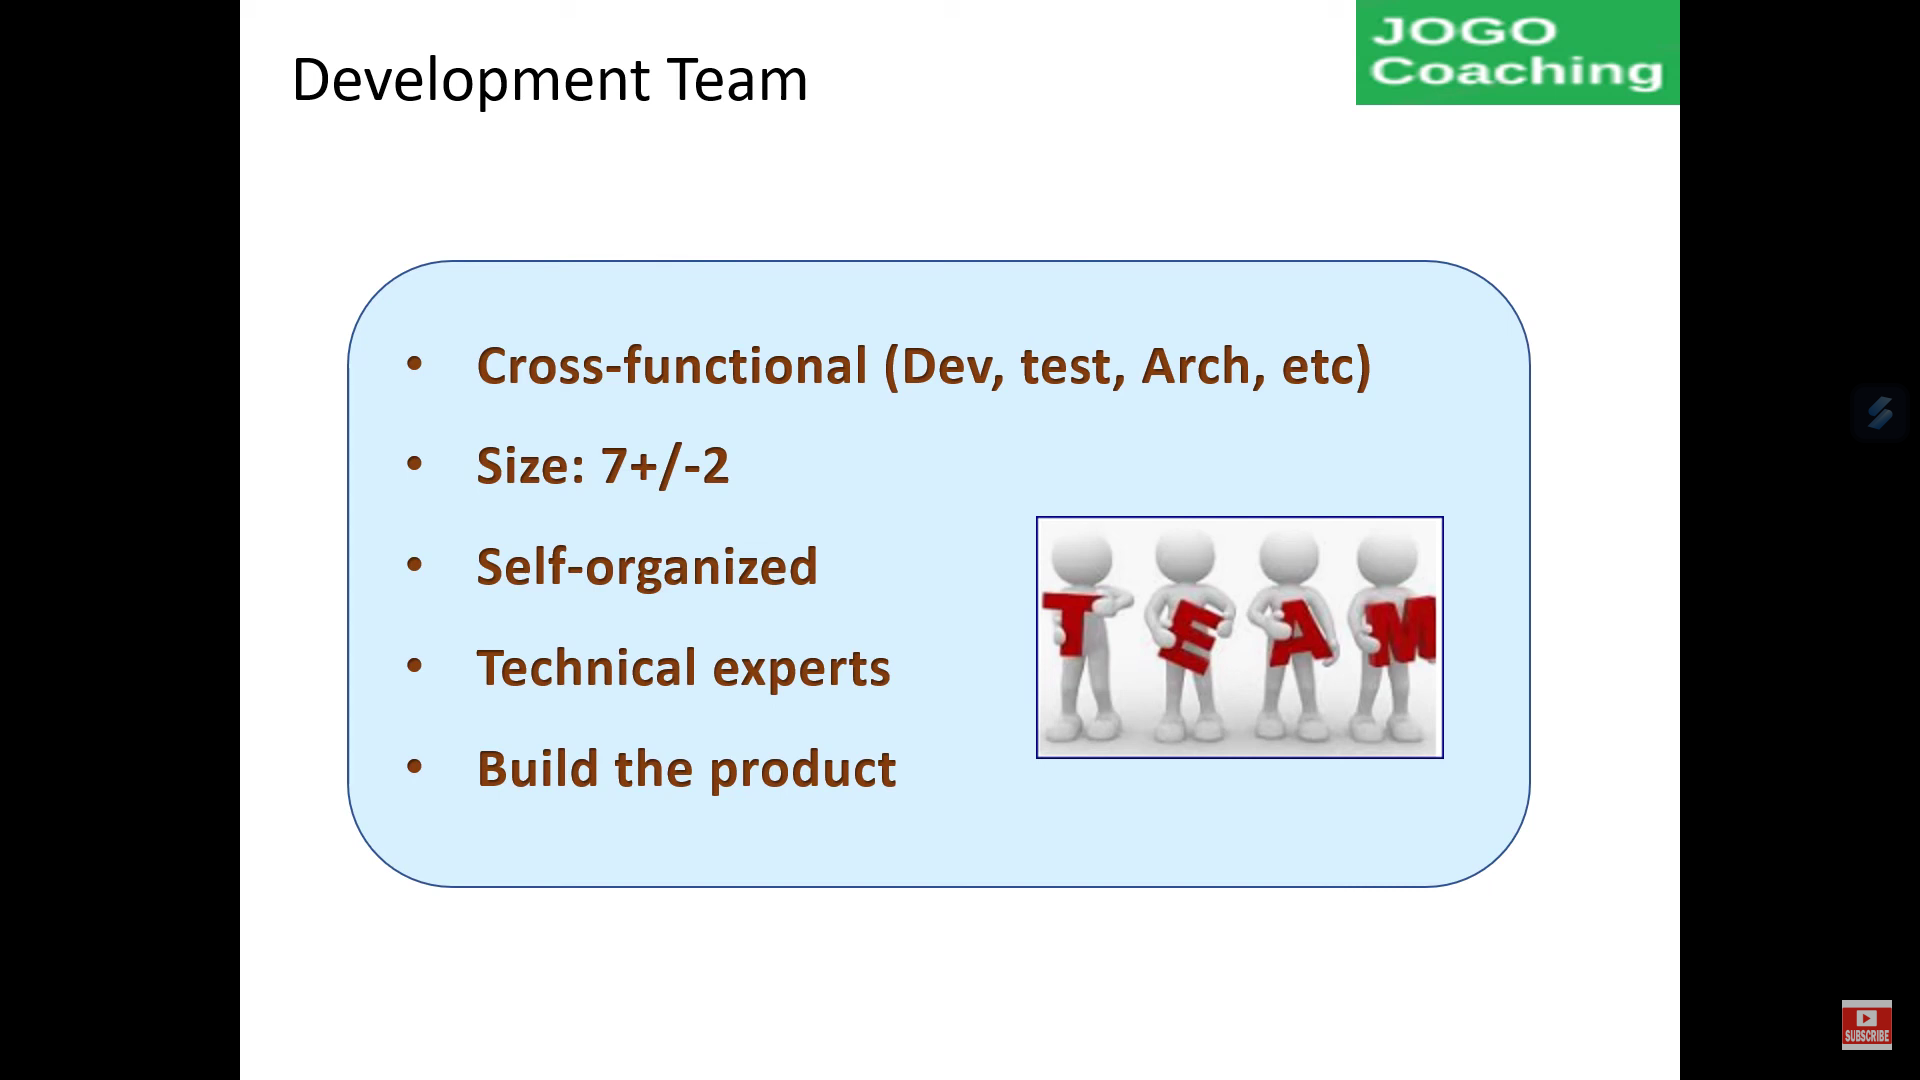 Development Team
JOGO
Coaching
• Cross-functional (Dev, test, Arch, etc)
• Size: 7+/-2
• Self-organized
• Technical experts
• Build the product
TEAM
SUBSCRIBE